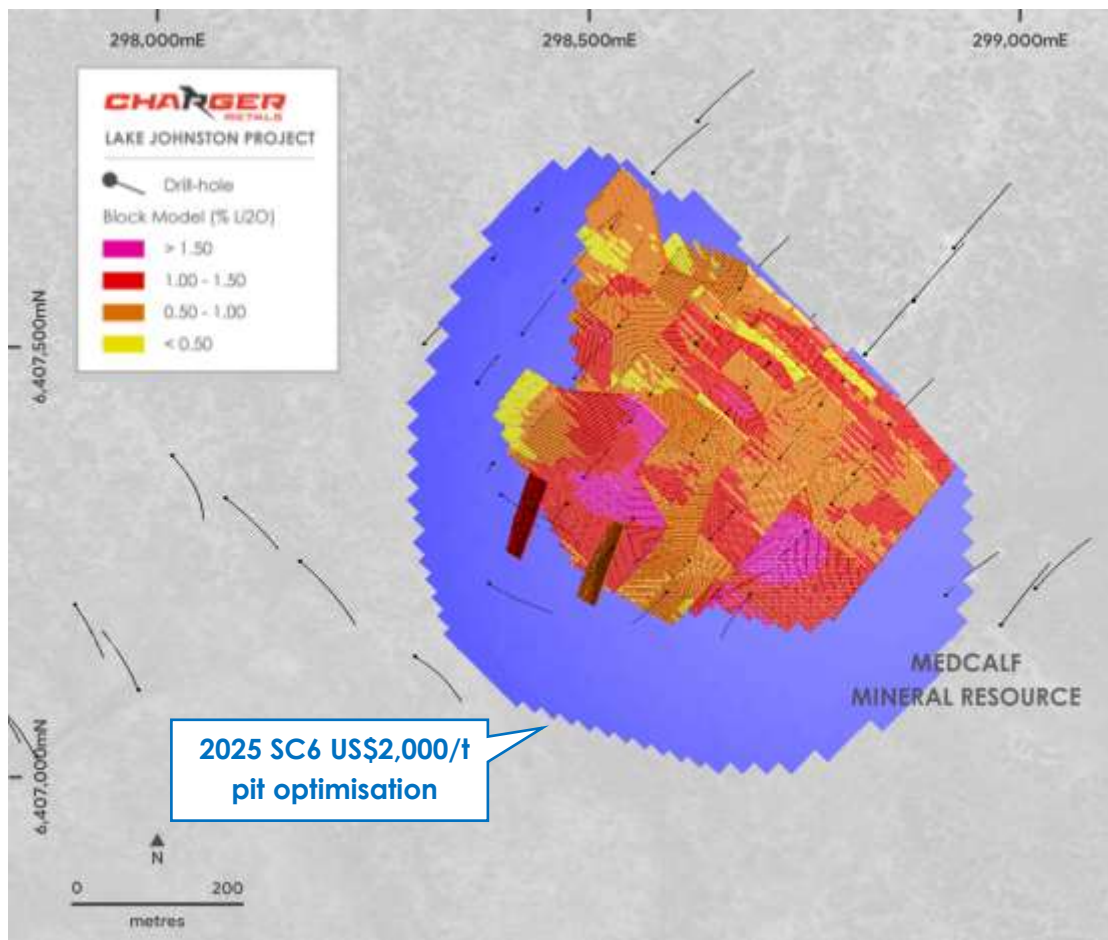 298,000mE
298,500mE
299,000mE
CHARGER
METALS
LAKE JOHNSTON PROJECT
Drill-hole
Block Model (% Li2O)
> 1.50
1.00 - 1.50
0.50 - 1.00
< 0.50
6,407,500mN
MEDCALF
MINERAL RESOURCE
2025 SC6 US$2,000/t
pit optimisation
6,407,000mN
N
0 200
metres